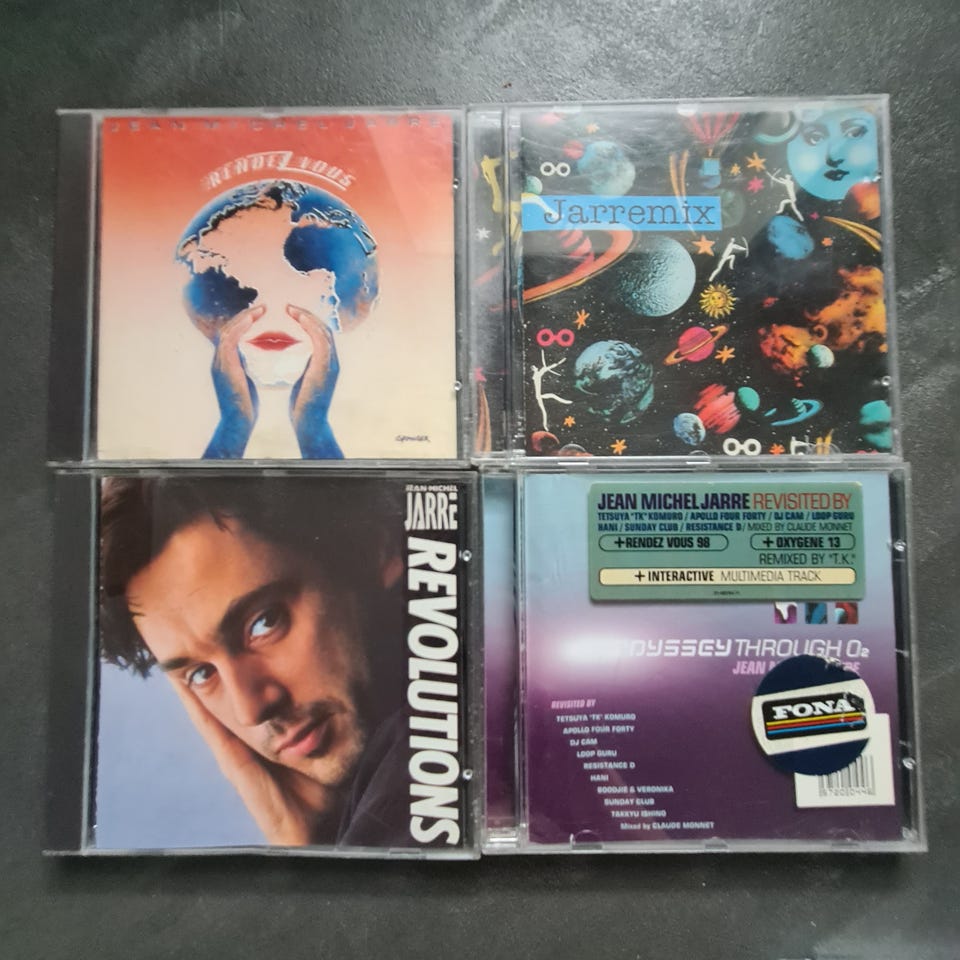 JEAN MICHEL JARRE
RENDEZ VOUS
GRANGER
Jarremix
JEAN-MICHEL
JARRE
REVOLUTIONS
JEAN MICHEL JARRE REVISITED BY
TETSUYA "TK" KOMURO / APOLLO FOUR FORTY / DJ CAM / LOOP GURU
HANI / SUNDAY CLUB / RESISTANCE D / MIXED BY CLAUDE MONNET
+RENDEZ VOUS 98 +OXYGENE 13
REMIXED BY "T.K."
+INTERACTIVE MULTIMEDIA TRACK
DYSSEY THROUGH O2
JEAN
FONA
REVISITED BY
TETSUYA "TK" KOMURO
APOLLO FOUR FORTY
DJ CAM
LOOP GURU
RESISTANCE D
HANI
BOODJIE & VERONIKA
SUNDAY CLUB
TAKKYU ISHINO
Mixed by CLAUDE MONNET